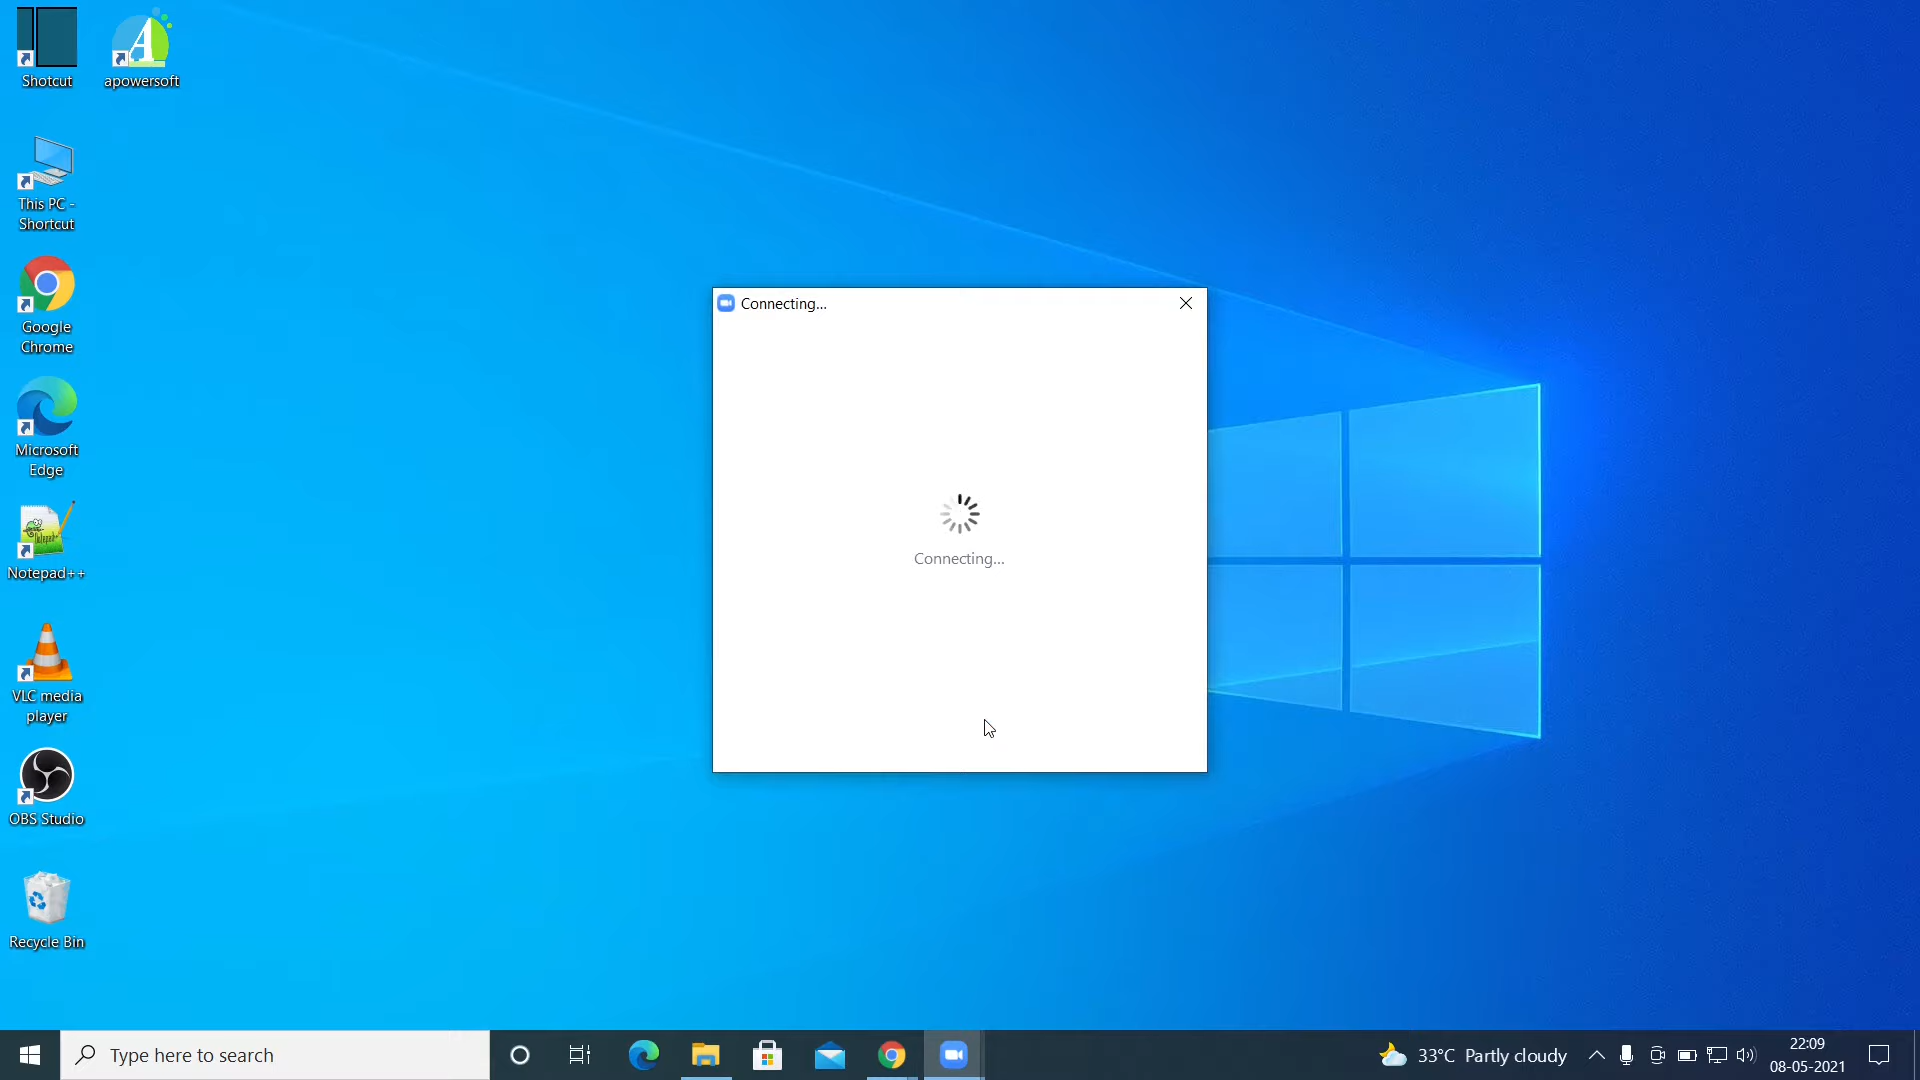 Shotcut
apowersoft
This PC -
Shortcut
Google
Chrome
Microsoft
Edge
Notepad++
VLC media
player
OBS Studio
Recycle Bin
Connecting...
Connecting...
Type here to search
33°C Partly cloudy
22:09
08-05-2021